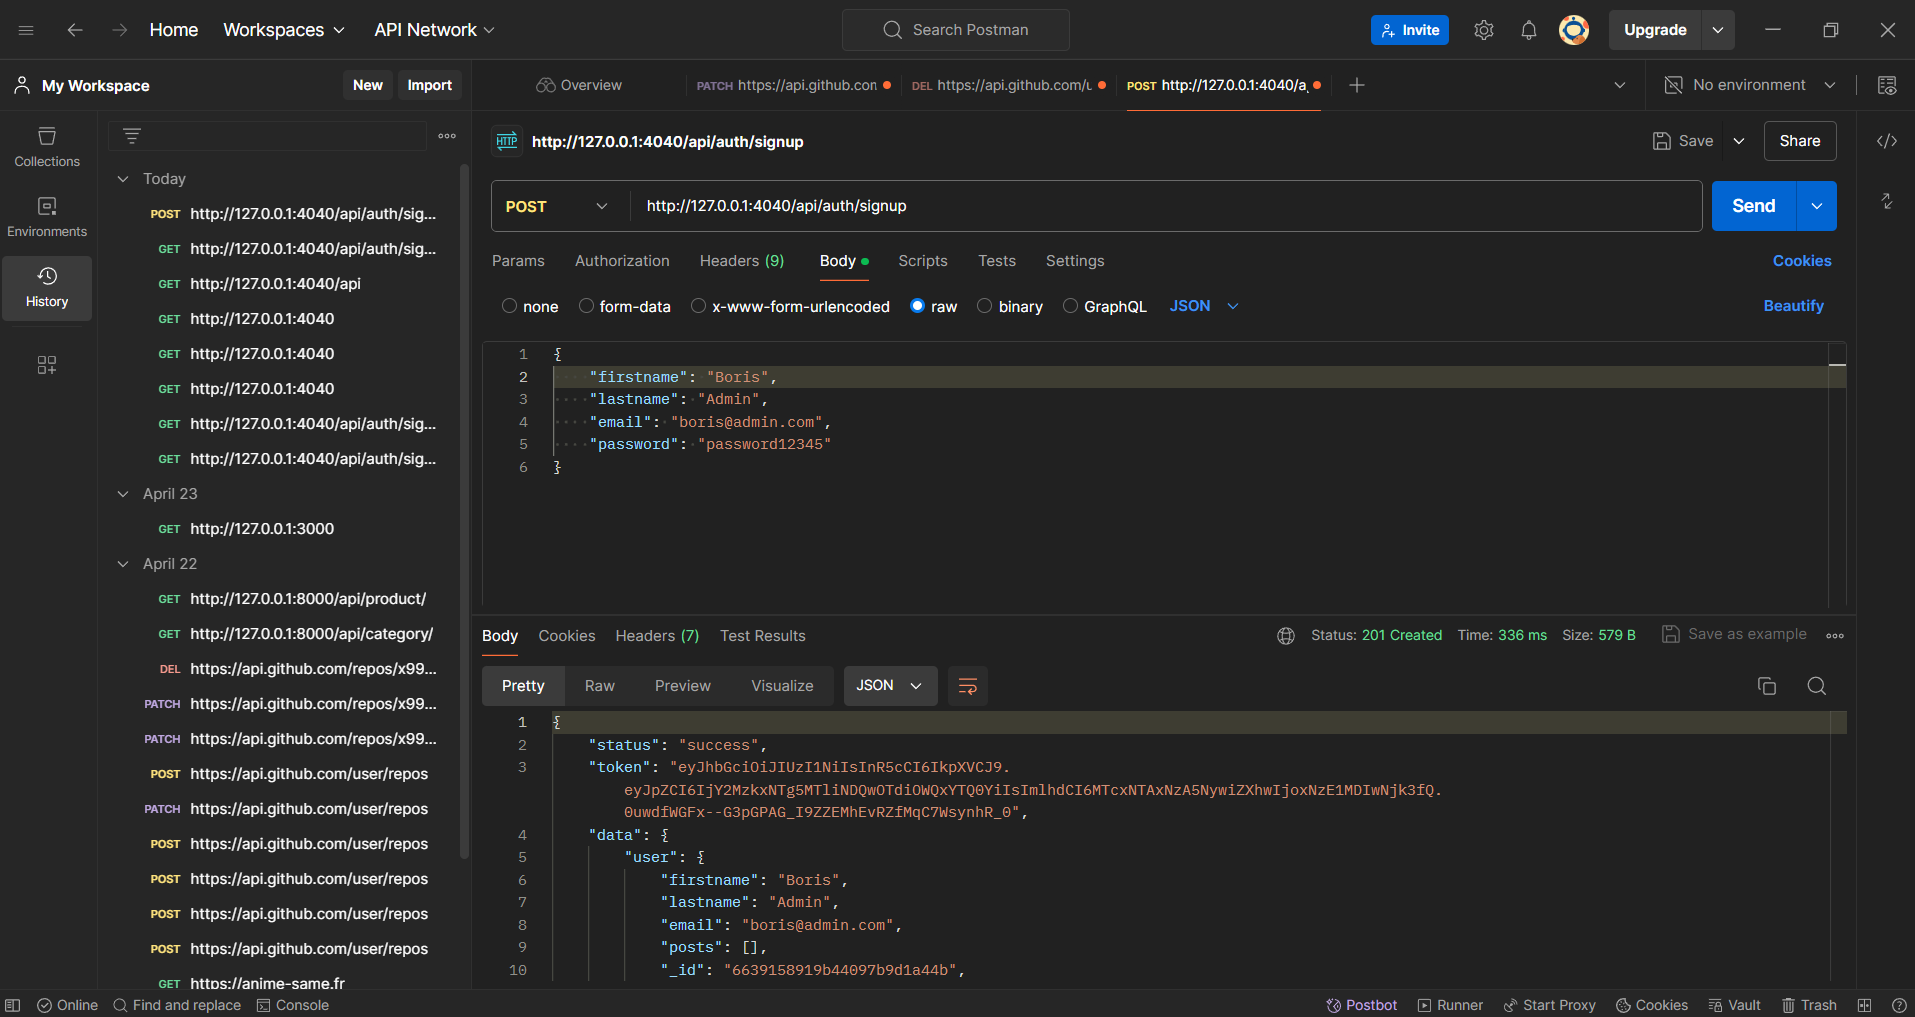 Home Workspaces API Network Search Postman Invite Upgrade
My Workspace New Import Overview PATCH https://api.github.con DEL https://api.github.com/u POST http://127.0.0.1:4040/a No environment
Collections
Environments
History
Today
POST http://127.0.0.1:4040/api/auth/sig...
GET http://127.0.0.1:4040/api/auth/sig...
GET http://127.0.0.1:4040/api
GET http://127.0.0.1:4040
GET http://127.0.0.1:4040
GET http://127.0.0.1:4040
GET http://127.0.0.1:4040/api/auth/sig...
GET http://127.0.0.1:4040/api/auth/sig...
April 23
GET http://127.0.0.1:3000
April 22
GET http://127.0.0.1:8000/api/product/
GET http://127.0.0.1:8000/api/category/
DEL https://api.github.com/repos/x99...
PATCH https://api.github.com/repos/x99...
PATCH https://api.github.com/repos/x99...
POST https://api.github.com/user/repos
PATCH https://api.github.com/user/repos
POST https://api.github.com/user/repos
POST https://api.github.com/user/repos
POST https://api.github.com/user/repos
POST https://api.github.com/user/repos
GET https://anime-same.fr
HTTP http://127.0.0.1:4040/api/auth/signup Save Share
POST http://127.0.0.1:4040/api/auth/signup Send
Params Authorization Headers (9) Body Scripts Tests Settings Cookies
none form-data x-www-form-urlencoded raw binary GraphQL JSON Beautify
1 {
2 "firstname": "Boris",
3 "lastname": "Admin",
4 "email": "boris@admin.com",
5 "password": "password12345"
6 }
Body Cookies Headers (7) Test Results Status: 201 Created Time: 336 ms Size: 579 B Save as example
Pretty Raw Preview Visualize JSON
1 {
2 "status": "success",
3 "token": "eyJhbGciOiJIUzI1NiIsInR5cCI6IkpXVCJ9.
eyJpZCI6IjY2MzkxNTg5MTliNDQwOTdiOWQxYTQ0YiIsImlhdCI6MTcxNTAxNzA5NywiZXhwIjoxNzE1MDIwNjk3fQ.
0uwdfWGFx--G3pGPAG_I9ZZEMhEvRZfMqC7WsynhR_0",
4 "data": {
5 "user": {
6 "firstname": "Boris",
7 "lastname": "Admin",
8 "email": "boris@admin.com",
9 "posts": [],
10 "_id": "6639158919b44097b9d1a44b",
Online Find and replace Console Postbot Runner Start Proxy Cookies Vault Trash